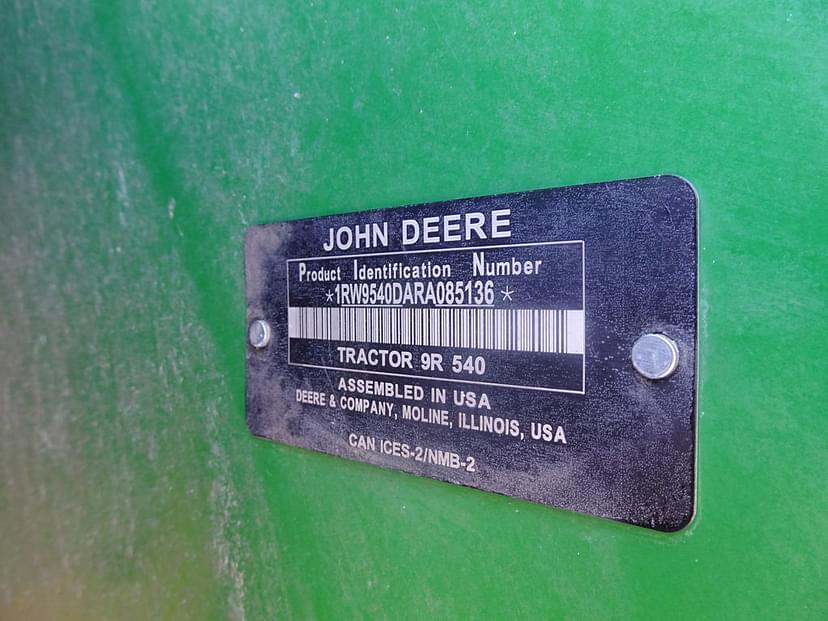 JOHN DEERE
Product Identification Number
*1RW9540DARA085136*
TRACTOR 9R 540
ASSEMBLED IN USA
DEERE & COMPANY, MOLINE, ILLINOIS, USA
CAN ICES-2/NMB-2